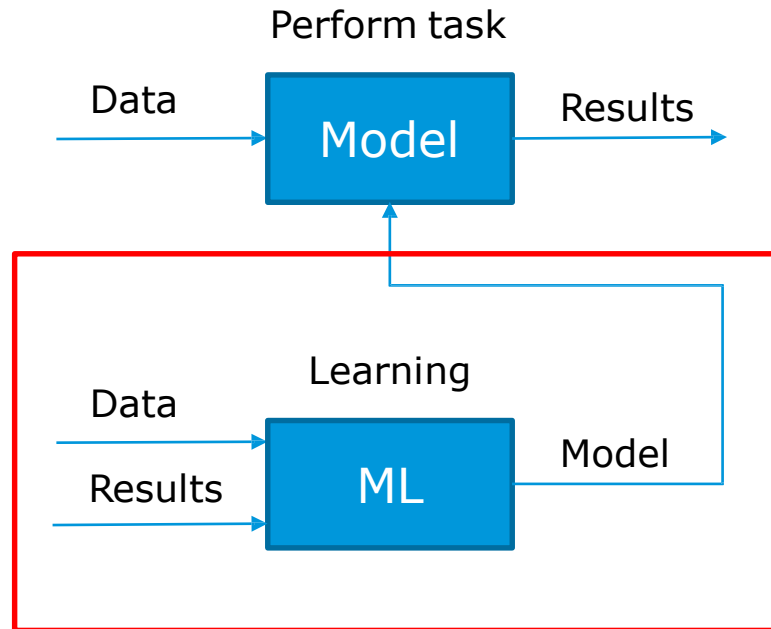 Perform task
Data
Model
Results
Learning
Data
Results
ML
Model